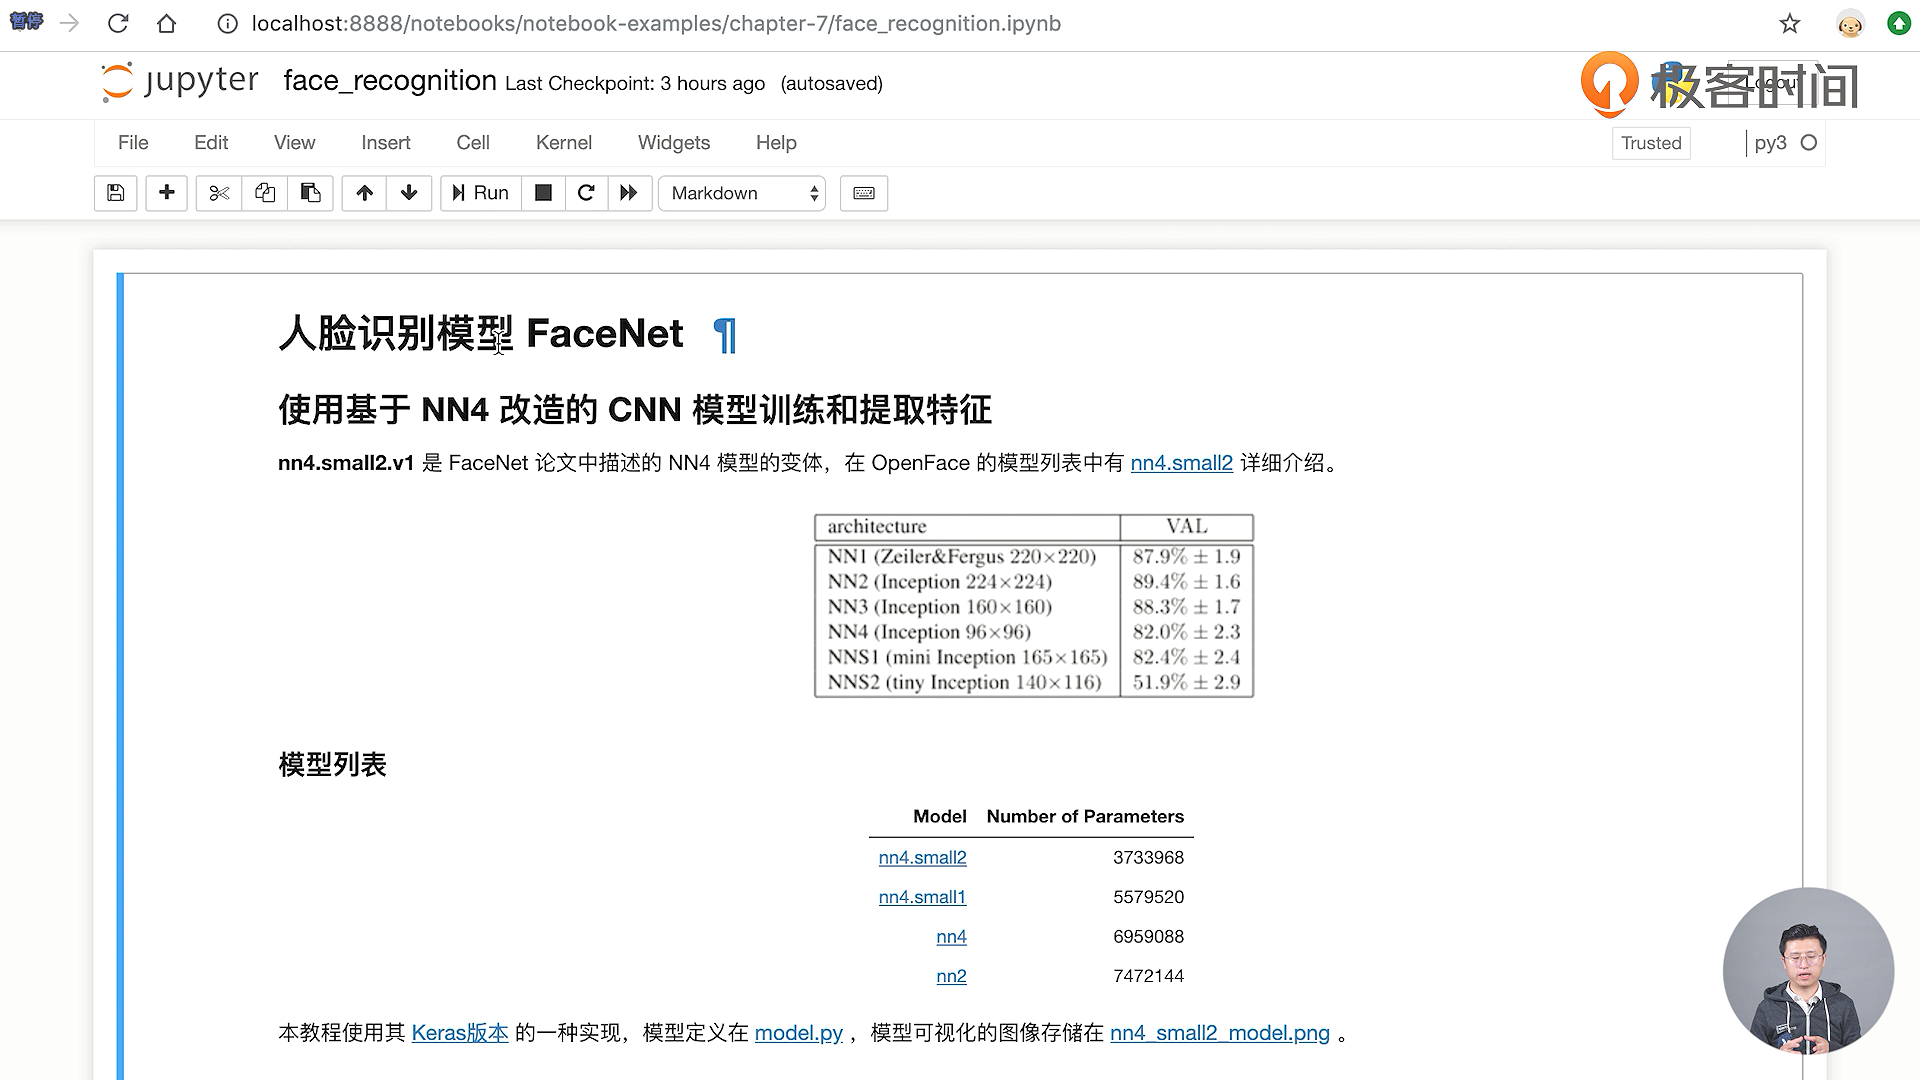 暂停
localhost:8888/notebooks/notebook-examples/chapter-7/face_recognition.ipynb
jupyter face_recognition Last Checkpoint: 3 hours ago (autosaved)
极客时间
Logout
File Edit View Insert Cell Kernel Widgets Help
Trusted py3
Run Markdown
人脸识别模型 FaceNet ¶
使用基于 NN4 改造的 CNN 模型训练和提取特征
nn4.small2.v1 是 FaceNet 论文中描述的 NN4 模型的变体，在 OpenFace 的模型列表中有 nn4.small2 详细介绍。
architecture VAL
NN1 (Zeiler&Fergus 220×220) 87.9% ± 1.9
NN2 (Inception 224×224) 89.4% ± 1.6
NN3 (Inception 160×160) 88.3% ± 1.7
NN4 (Inception 96×96) 82.0% ± 2.3
NNS1 (mini Inception 165×165) 82.4% ± 2.4
NNS2 (tiny Inception 140×116) 51.9% ± 2.9
模型列表
Model Number of Parameters
nn4.small2 3733968
nn4.small1 5579520
nn4 6959088
nn2 7472144
本教程使用其 Keras版本 的一种实现，模型定义在 model.py ，模型可视化的图像存储在 nn4_small2_model.png 。